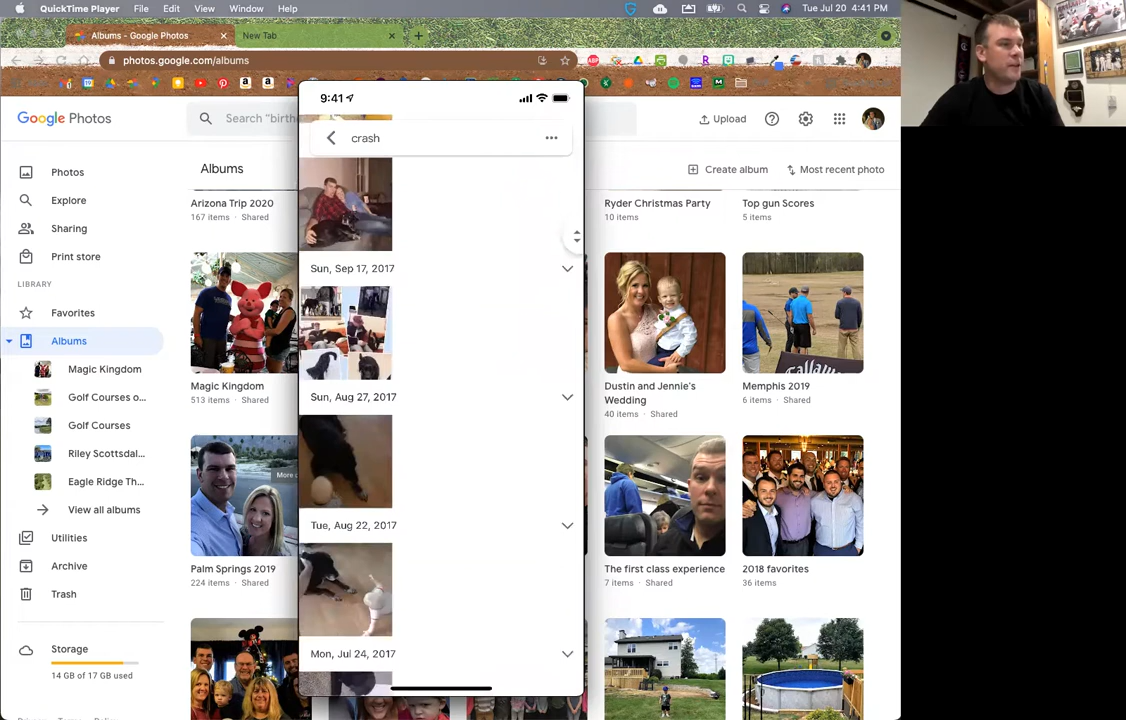 QuickTime Player File Edit View Window Help Tue Jul 20 4:41 PM
Albums - Google Photos New Tab
photos.google.com/albums
Google Photos Search "birth Upload
9:41
crash
Photos
Explore
Sharing
Print store
LIBRARY
Favorites
Albums
Magic Kingdom
Golf Courses o...
Golf Courses
Riley Scottsdal...
Eagle Ridge Th...
View all albums
Utilities
Archive
Trash
Storage
14 GB of 17 GB used
Albums Create album Most recent photo
Arizona Trip 2020
167 items · Shared
Ryder Christmas Party
10 items · Shared
Top gun Scores
5 items
Sun, Sep 17, 2017
Sun, Aug 27, 2017
Tue, Aug 22, 2017
Mon, Jul 24, 2017
Magic Kingdom
513 items · Shared
Dustin and Jennie's
Wedding
40 items · Shared
Callaway
Memphis 2019
6 items · Shared
More
Palm Springs 2019
224 items · Shared
The first class experience
7 items · Shared
2018 favorites
36 items